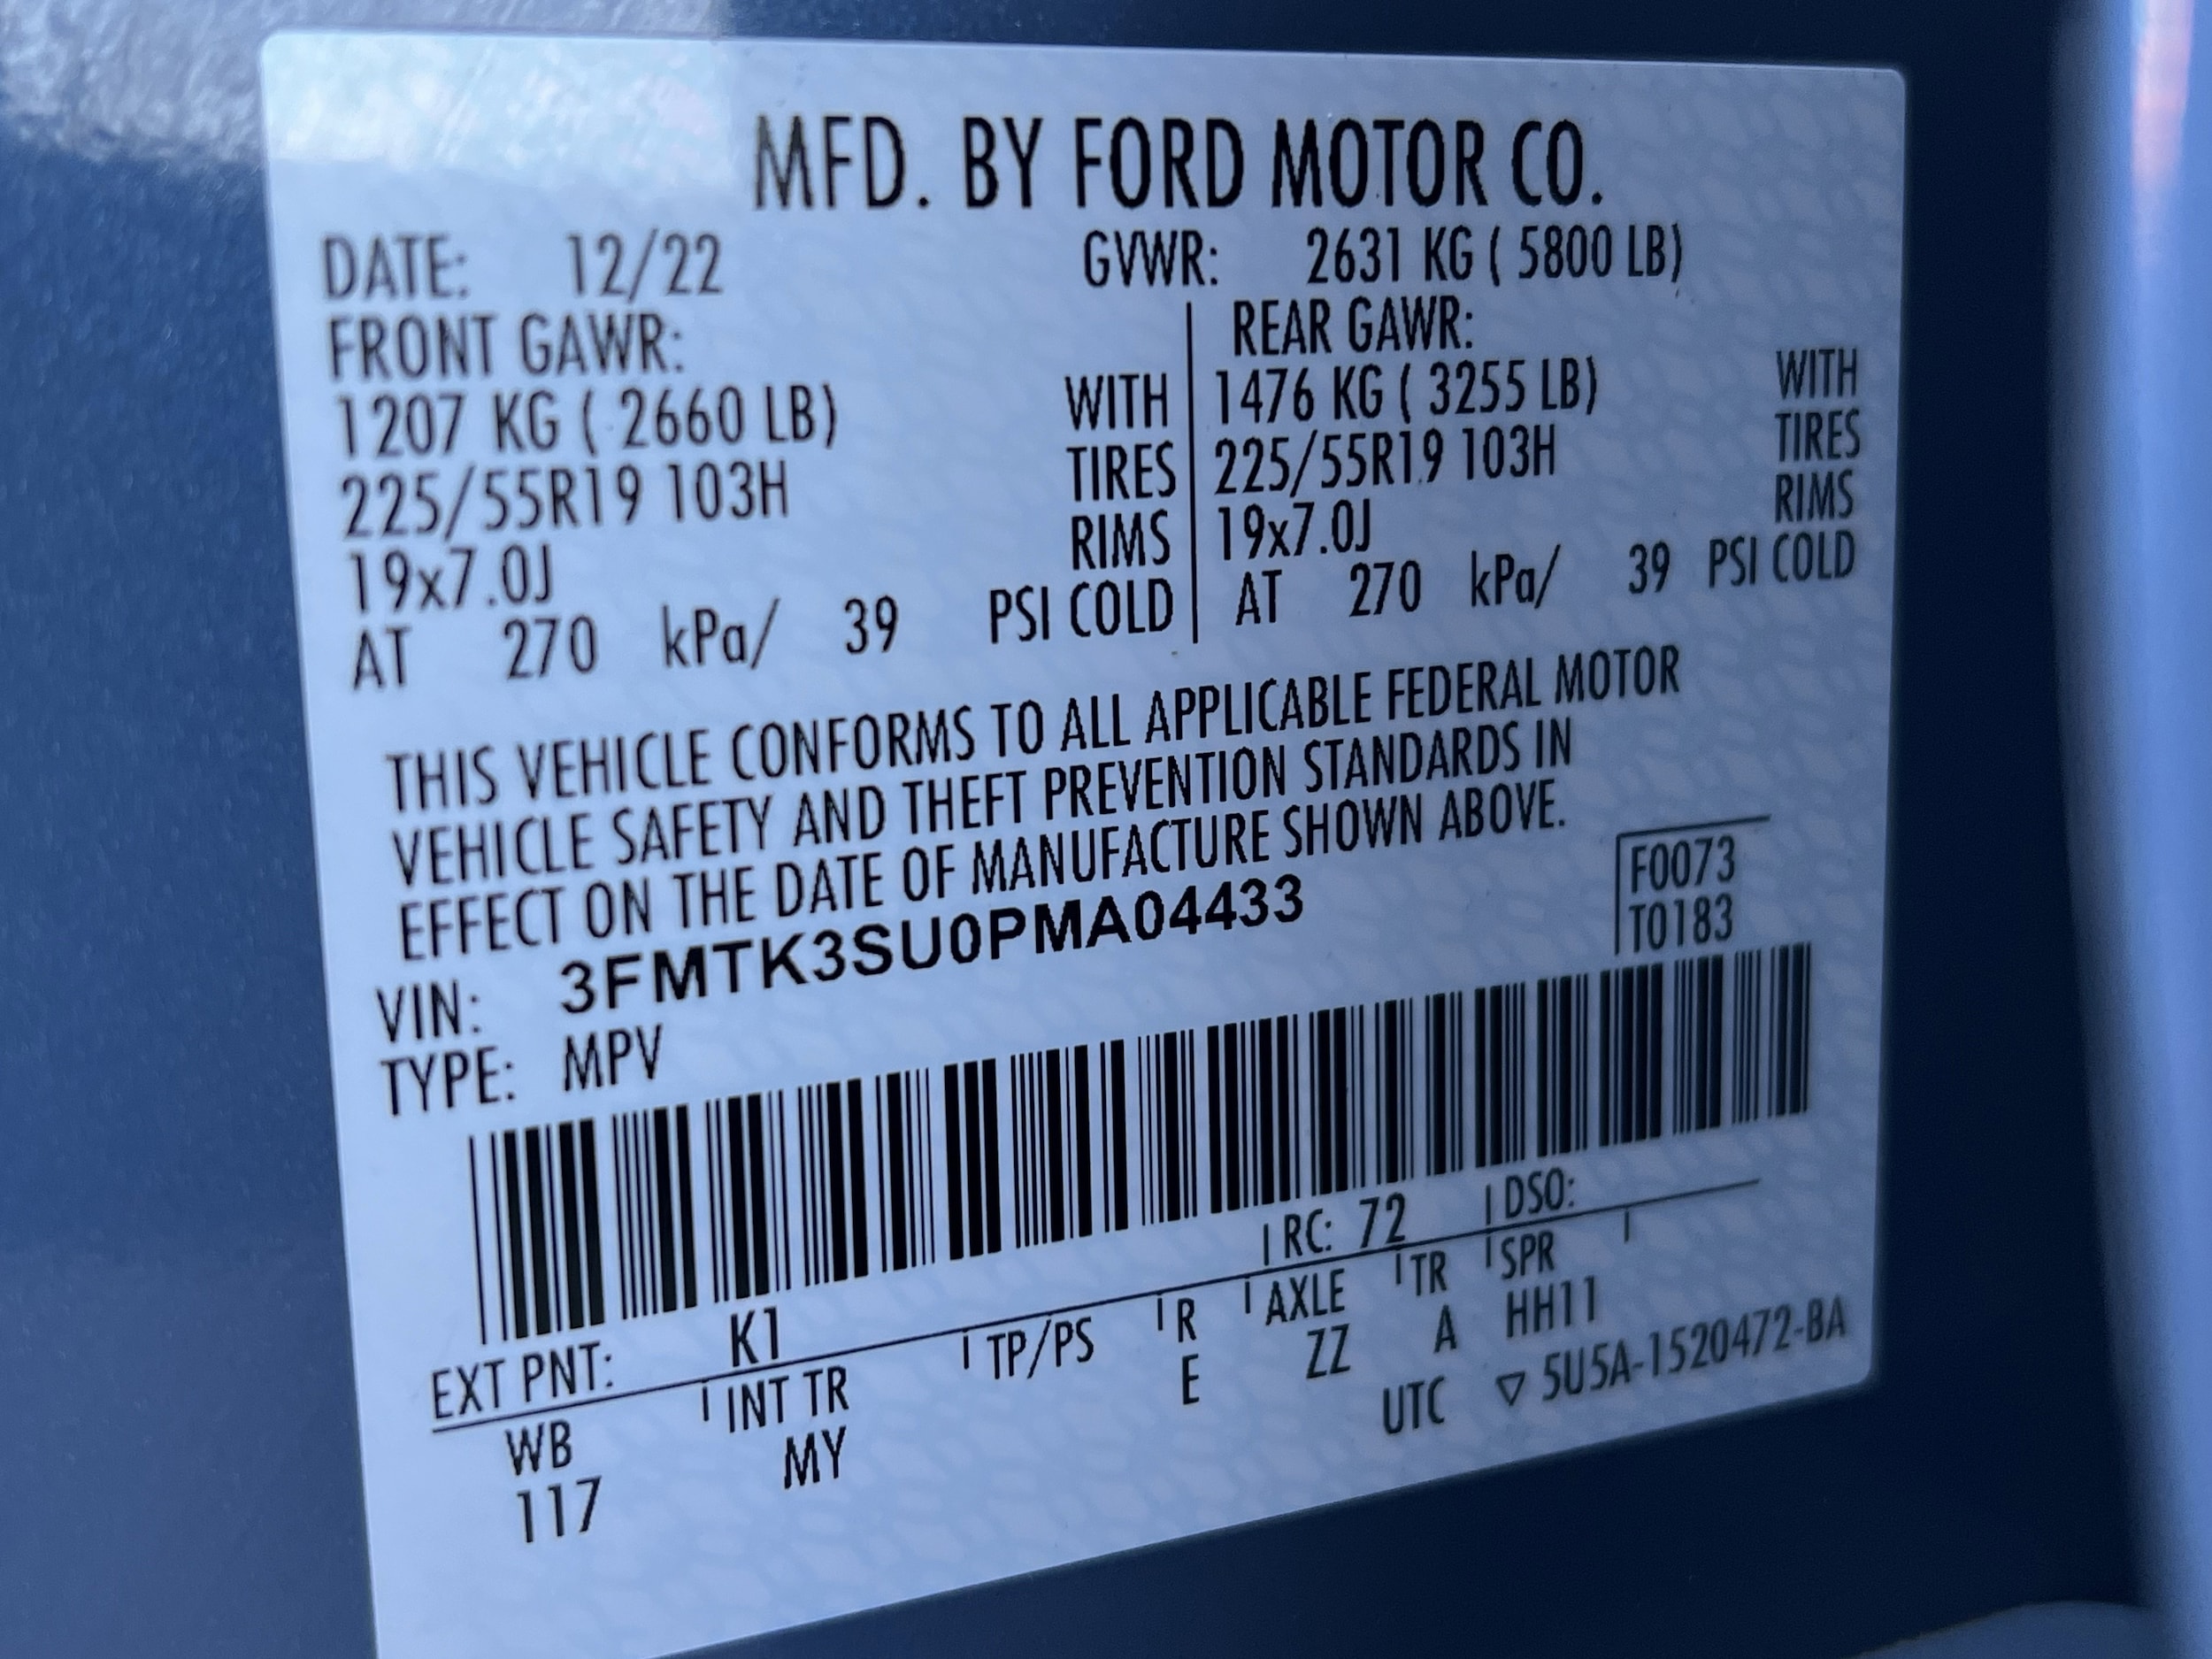 MFD. BY FORD MOTOR CO.
DATE: 12/22 GVWR: 2631 KG ( 5800 LB)
FRONT GAWR: REAR GAWR:
1207 KG ( 2660 LB) WITH 1476 KG ( 3255 LB) WITH
225/55R19 103H TIRES 225/55R19 103H TIRES
19x7.0J RIMS 19x7.0J RIMS
AT 270 kPa/ 39 PSI COLD AT 270 kPa/ 39 PSI COLD
THIS VEHICLE CONFORMS TO ALL APPLICABLE FEDERAL MOTOR
VEHICLE SAFETY AND THEFT PREVENTION STANDARDS IN
EFFECT ON THE DATE OF MANUFACTURE SHOWN ABOVE.
F0073
VIN: 3FMTK3SU0PMA04433 T0183
TYPE: MPV
EXT PNT: K1 RC: 72 DSO:
WB INT TR TP/PS R AXLE TR SPR
117 MY E ZZ A HH11
UTC ▽ 5U5A-1520472-BA